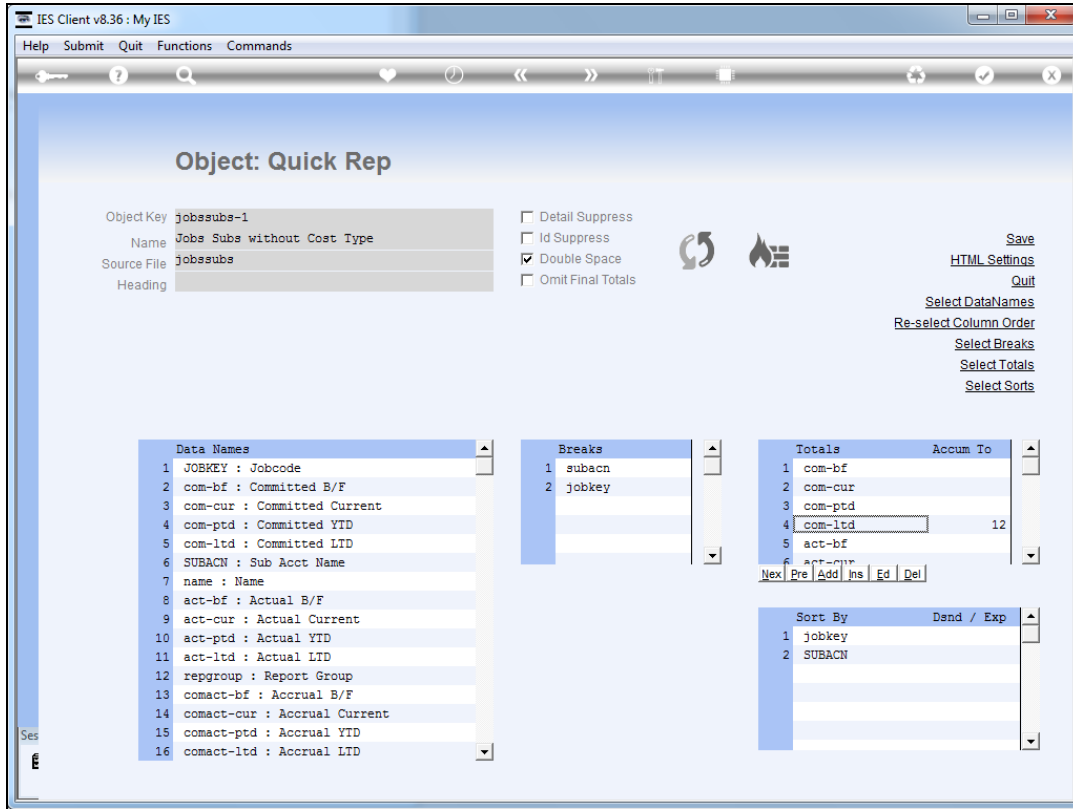 IES Client v8.36 : My IES
Help Submit Quit Functions Commands
Object: Quick Rep
Object Key jobssubs-1
Name Jobs Subs without Cost Type
Source File jobssubs
Heading
Detail Suppress
Id Suppress
Double Space
Omit Final Totals
Save
HTML Settings
Quit
Select DataNames
Re-select Column Order
Select Breaks
Select Totals
Select Sorts
Data Names
1 JOBKEY : Jobcode
2 com-bf : Committed B/F
3 com-cur : Committed Current
4 com-ptd : Committed YTD
5 com-ltd : Committed LTD
6 SUBACN : Sub Acct Name
7 name : Name
8 act-bf : Actual B/F
9 act-cur : Actual Current
10 act-ptd : Actual YTD
11 act-ltd : Actual LTD
12 repgroup : Report Group
13 comact-bf : Accrual B/F
14 comact-cur : Accrual Current
15 comact-ptd : Accrual YTD
16 comact-ltd : Accrual LTD
Breaks
1 subacn
2 jobkey
Totals Accum To
1 com-bf
2 com-cur
3 com-ptd
4 com-ltd 12
5 act-bf
6 act-cur
Nex Pre Add Ins Ed Del
Sort By Dsnd / Exp
1 jobkey
2 SUBACN
Ses